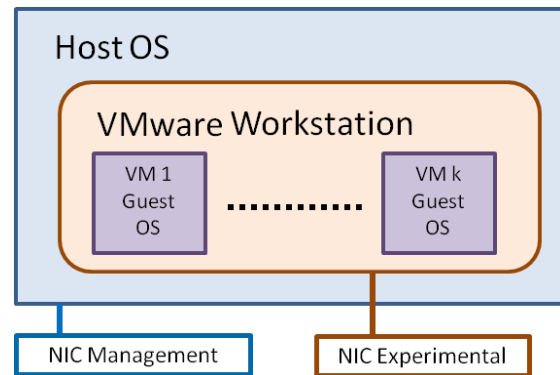 Host OS
VMware Workstation
VM 1
Guest
OS
VM k
Guest
OS
NIC Management
NIC Experimental